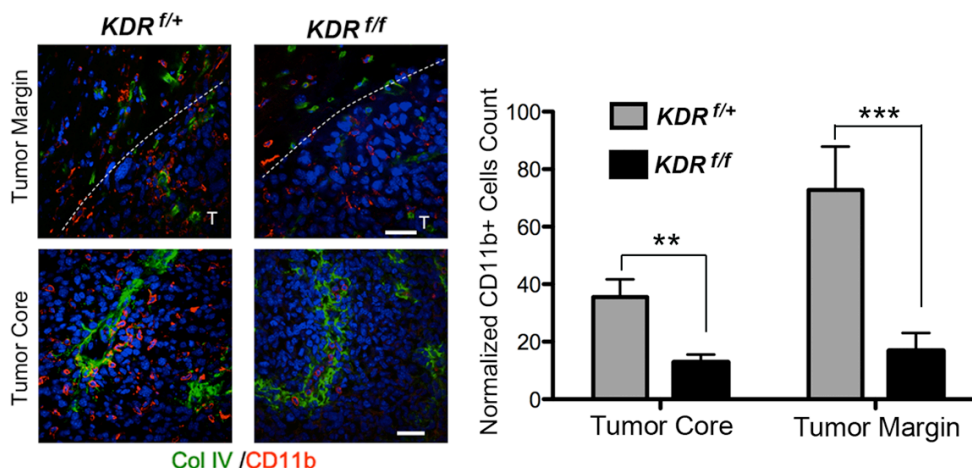 KDR f/+
KDR f/f
Tumor Margin
T
T
Tumor Core
Col IV /CD11b
Normalized CD11b+ Cells Count
100
80
60
40
20
0
KDR f/+
KDR f/f
**
***
Tumor Core
Tumor Margin